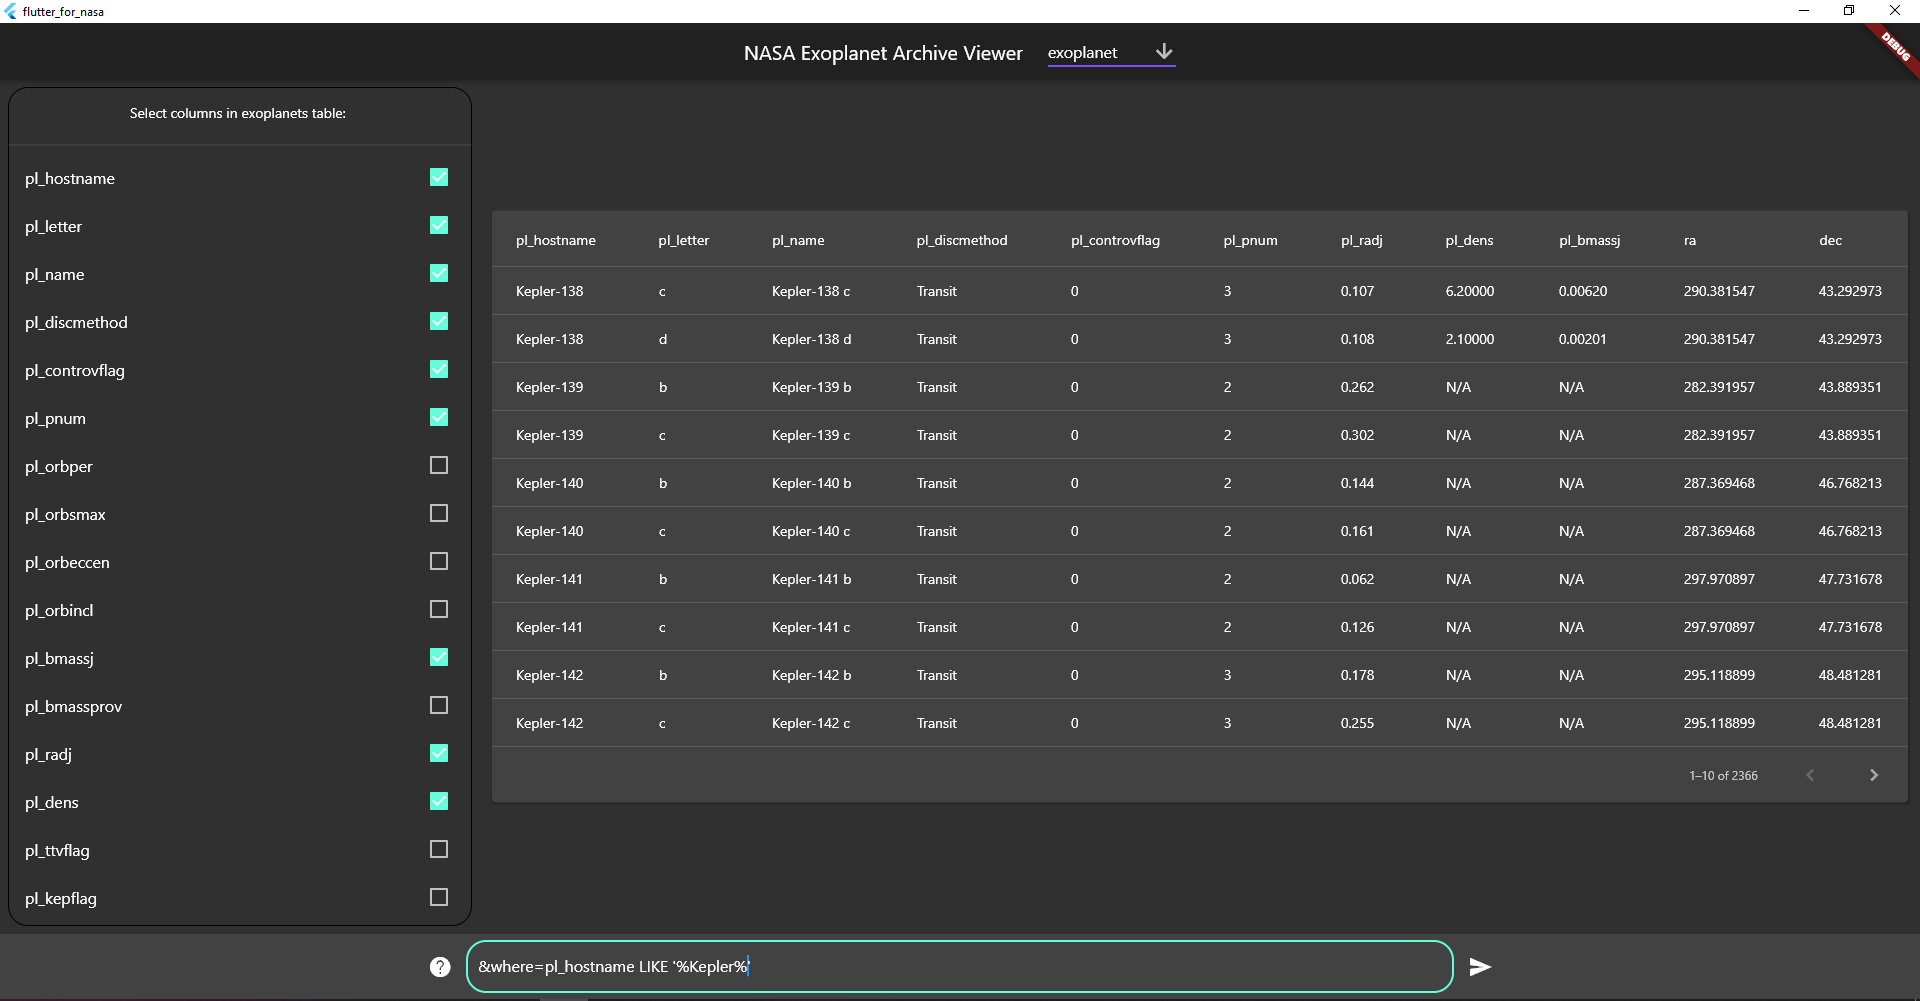 flutter_for_nasa
NASA Exoplanet Archive Viewer exoplanet
DEBUG
Select columns in exoplanets table:
pl_hostname
pl_letter
pl_name
pl_discmethod
pl_controvflag
pl_pnum
pl_orbper
pl_orbsmax
pl_orbeccen
pl_orbincl
pl_bmassj
pl_bmassprov
pl_radj
pl_dens
pl_ttvflag
pl_kepflag
pl_hostname pl_letter pl_name pl_discmethod pl_controvflag pl_pnum pl_radj pl_dens pl_bmassj ra dec
Kepler-138 c Kepler-138 c Transit 0 3 0.107 6.20000 0.00620 290.381547 43.292973
Kepler-138 d Kepler-138 d Transit 0 3 0.108 2.10000 0.00201 290.381547 43.292973
Kepler-139 b Kepler-139 b Transit 0 2 0.262 N/A N/A 282.391957 43.889351
Kepler-139 c Kepler-139 c Transit 0 2 0.302 N/A N/A 282.391957 43.889351
Kepler-140 b Kepler-140 b Transit 0 2 0.144 N/A N/A 287.369468 46.768213
Kepler-140 c Kepler-140 c Transit 0 2 0.161 N/A N/A 287.369468 46.768213
Kepler-141 b Kepler-141 b Transit 0 2 0.062 N/A N/A 297.970897 47.731678
Kepler-141 c Kepler-141 c Transit 0 2 0.126 N/A N/A 297.970897 47.731678
Kepler-142 b Kepler-142 b Transit 0 3 0.178 N/A N/A 295.118899 48.481281
Kepler-142 c Kepler-142 c Transit 0 3 0.255 N/A N/A 295.118899 48.481281
1–10 of 2366
? &where=pl_hostname LIKE '%Kepler%'